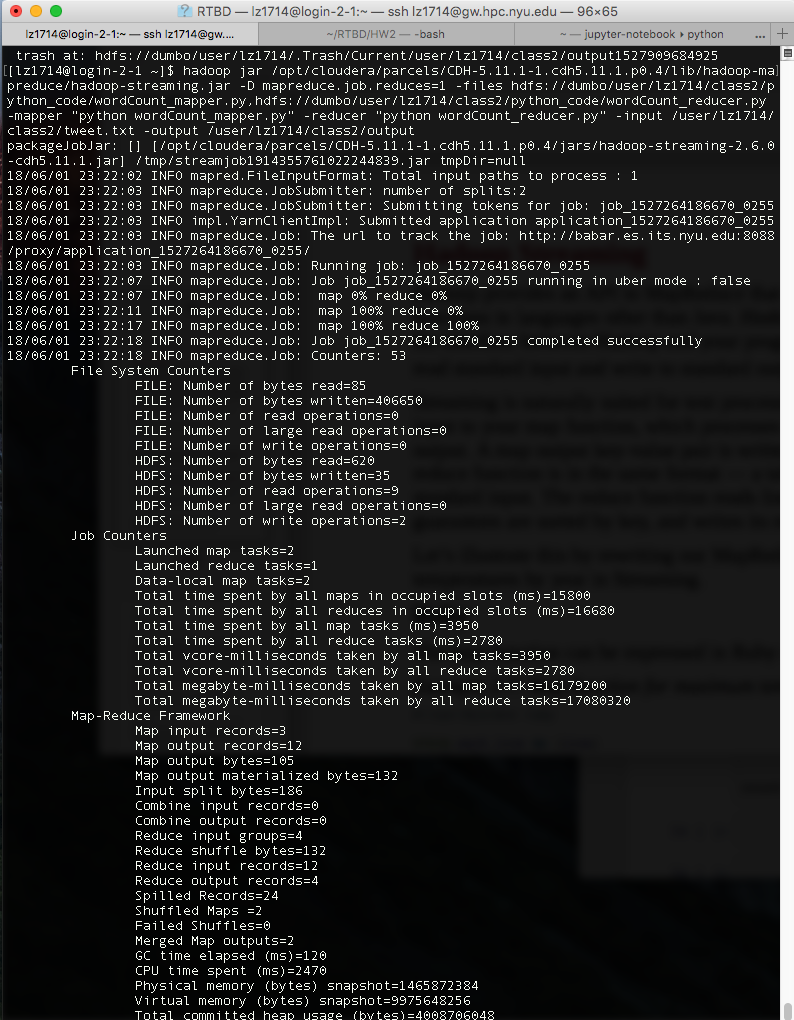 RTBD — lz1714@login-2-1:~ — ssh lz1714@gw.hpc.nyu.edu — 96×65
lz1714@login-2-1:~ — ssh lz1714@gw.... ~/RTBD/HW2 — -bash ~ — jupyter-notebook ▸ python ... +
trash at: hdfs://dumbo/user/lz1714/.Trash/Current/user/lz1714/class2/output1527909684925
[[lz1714@login-2-1 ~]$ hadoop jar /opt/cloudera/parcels/CDH-5.11.1-1.cdh5.11.1.p0.4/lib/hadoop-ma
preduce/hadoop-streaming.jar -D mapreduce.job.reduces=1 -files hdfs://dumbo/user/lz1714/class2/p
ython_code/wordCount_mapper.py,hdfs://dumbo/user/lz1714/class2/python_code/wordCount_reducer.py
-mapper "python wordCount_mapper.py" -reducer "python wordCount_reducer.py" -input /user/lz1714/
class2/tweet.txt -output /user/lz1714/class2/output
packageJobJar: [] [/opt/cloudera/parcels/CDH-5.11.1-1.cdh5.11.1.p0.4/jars/hadoop-streaming-2.6.0
-cdh5.11.1.jar] /tmp/streamjob1914355761022244839.jar tmpDir=null
18/06/01 23:22:02 INFO mapred.FileInputFormat: Total input paths to process : 1
18/06/01 23:22:03 INFO mapreduce.JobSubmitter: number of splits:2
18/06/01 23:22:03 INFO mapreduce.JobSubmitter: Submitting tokens for job: job_1527264186670_0255
18/06/01 23:22:03 INFO impl.YarnClientImpl: Submitted application application_1527264186670_0255
18/06/01 23:22:03 INFO mapreduce.Job: The url to track the job: http://babar.es.its.nyu.edu:8088
/proxy/application_1527264186670_0255/
18/06/01 23:22:03 INFO mapreduce.Job: Running job: job_1527264186670_0255
18/06/01 23:22:07 INFO mapreduce.Job: Job job_1527264186670_0255 running in uber mode : false
18/06/01 23:22:07 INFO mapreduce.Job:  map 0% reduce 0%
18/06/01 23:22:11 INFO mapreduce.Job:  map 100% reduce 0%
18/06/01 23:22:17 INFO mapreduce.Job:  map 100% reduce 100%
18/06/01 23:22:18 INFO mapreduce.Job: Job job_1527264186670_0255 completed successfully
18/06/01 23:22:18 INFO mapreduce.Job: Counters: 53
File System Counters
FILE: Number of bytes read=85
FILE: Number of bytes written=406650
FILE: Number of read operations=0
FILE: Number of large read operations=0
FILE: Number of write operations=0
HDFS: Number of bytes read=620
HDFS: Number of bytes written=35
HDFS: Number of read operations=9
HDFS: Number of large read operations=0
HDFS: Number of write operations=2
Job Counters
Launched map tasks=2
Launched reduce tasks=1
Data-local map tasks=2
Total time spent by all maps in occupied slots (ms)=15800
Total time spent by all reduces in occupied slots (ms)=16680
Total time spent by all map tasks (ms)=3950
Total time spent by all reduce tasks (ms)=2780
Total vcore-milliseconds taken by all map tasks=3950
Total vcore-milliseconds taken by all reduce tasks=2780
Total megabyte-milliseconds taken by all map tasks=16179200
Total megabyte-milliseconds taken by all reduce tasks=17080320
Map-Reduce Framework
Map input records=3
Map output records=12
Map output bytes=105
Map output materialized bytes=132
Input split bytes=186
Combine input records=0
Combine output records=0
Reduce input groups=4
Reduce shuffle bytes=132
Reduce input records=12
Reduce output records=4
Spilled Records=24
Shuffled Maps =2
Failed Shuffles=0
Merged Map outputs=2
GC time elapsed (ms)=120
CPU time spent (ms)=2470
Physical memory (bytes) snapshot=1465872384
Virtual memory (bytes) snapshot=9975648256
Total committed heap usage (bytes)=4008706048